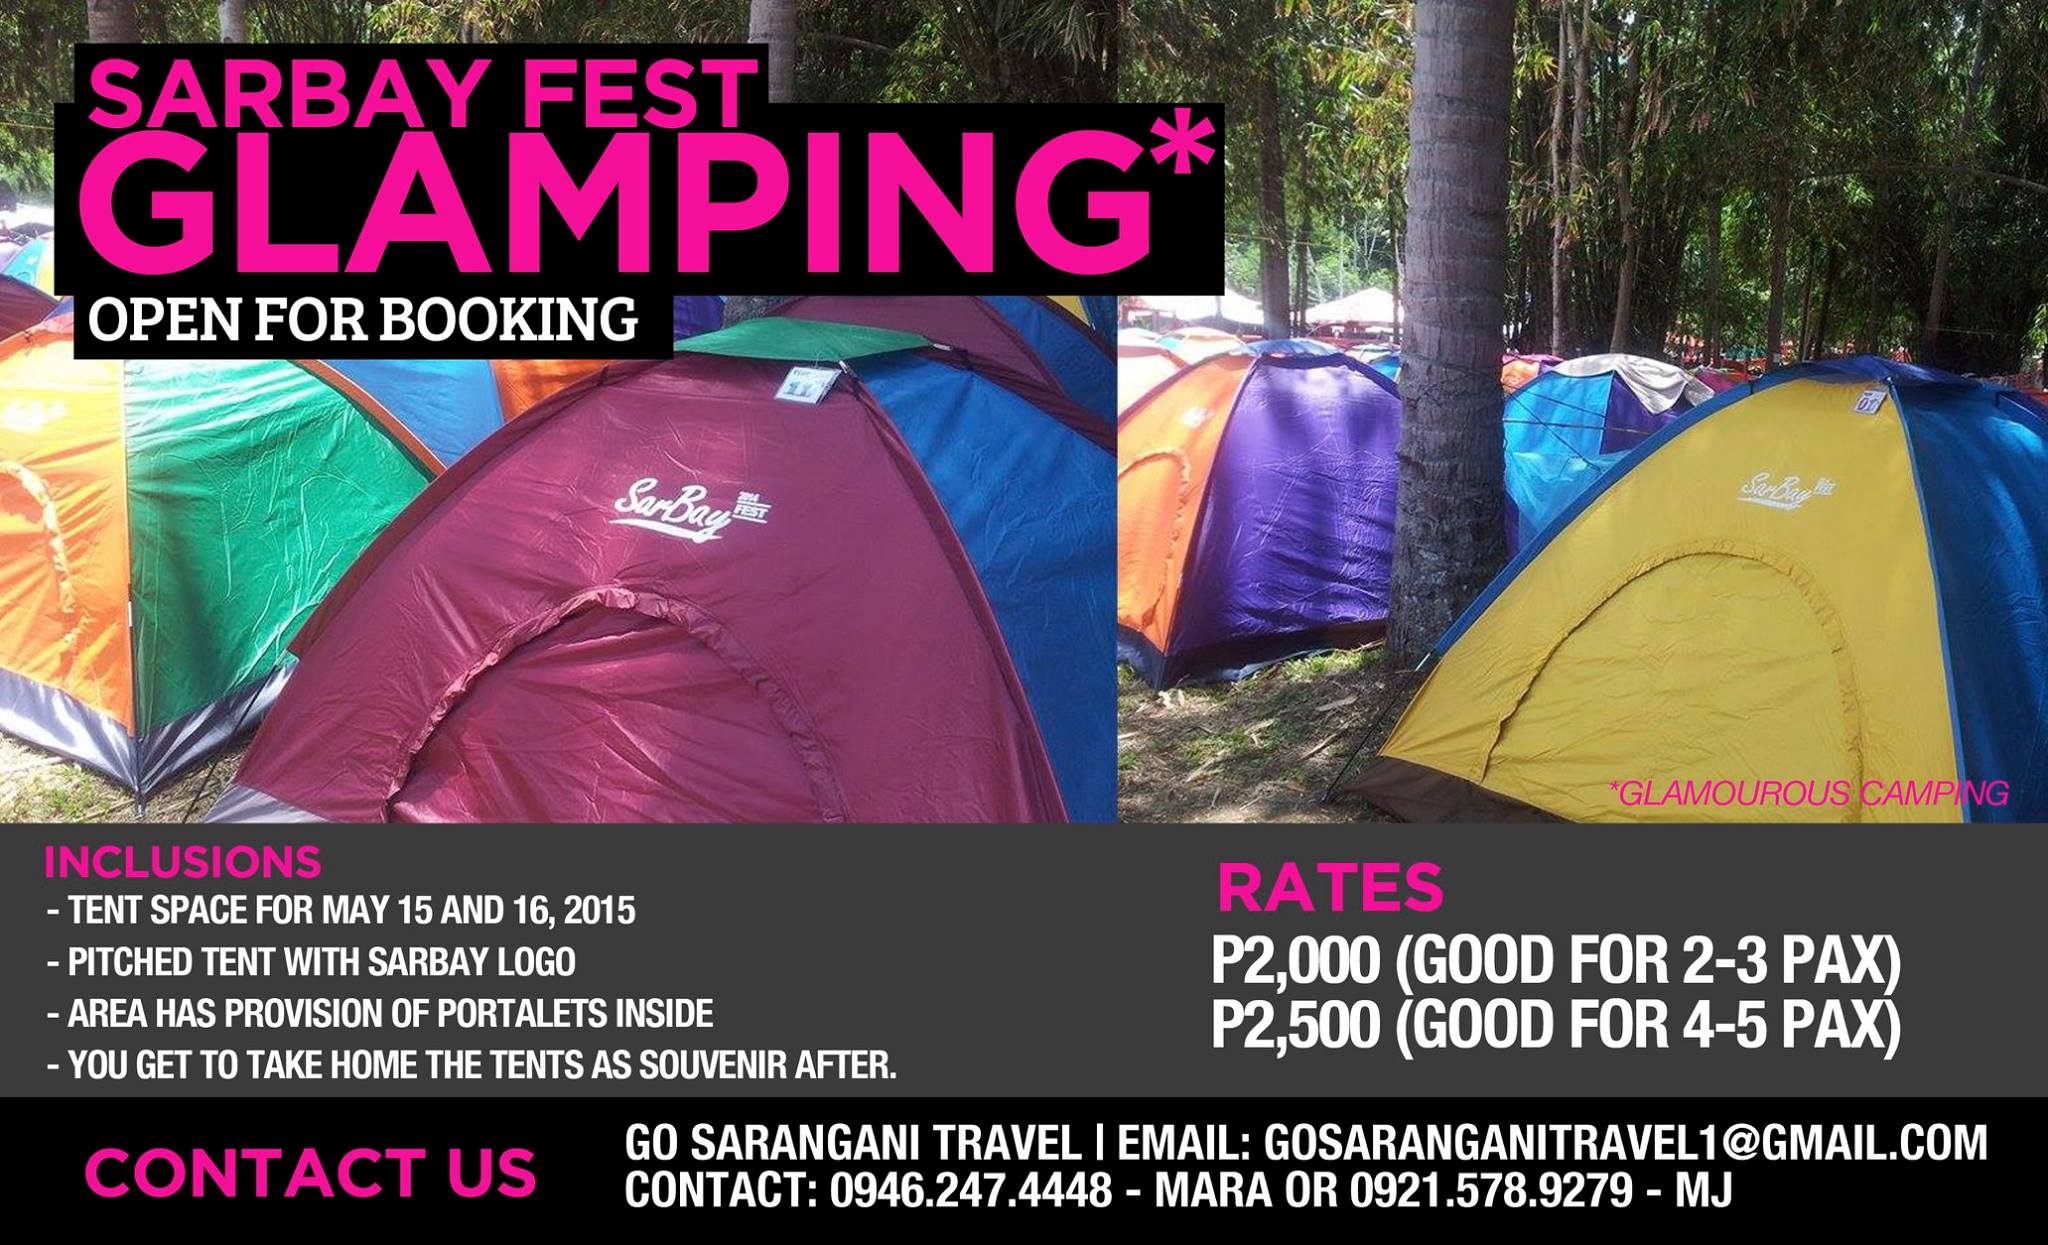 SARBAY FEST
GLAMPING*
OPEN FOR BOOKING
SarBay 2014 FEST
01
SarBay
FEST
*GLAMOUROUS CAMPING
INCLUSIONS
- TENT SPACE FOR MAY 15 AND 16, 2015
- PITCHED TENT WITH SARBAY LOGO
- AREA HAS PROVISION OF PORTALETS INSIDE
- YOU GET TO TAKE HOME THE TENTS AS SOUVENIR AFTER.
RATES
P2,000 (GOOD FOR 2-3 PAX)
P2,500 (GOOD FOR 4-5 PAX)
CONTACT US
GO SARANGANI TRAVEL | EMAIL: GOSARANGANITRAVEL1@GMAIL.COM
CONTACT: 0946.247.4448 - MARA OR 0921.578.9279 - MJ